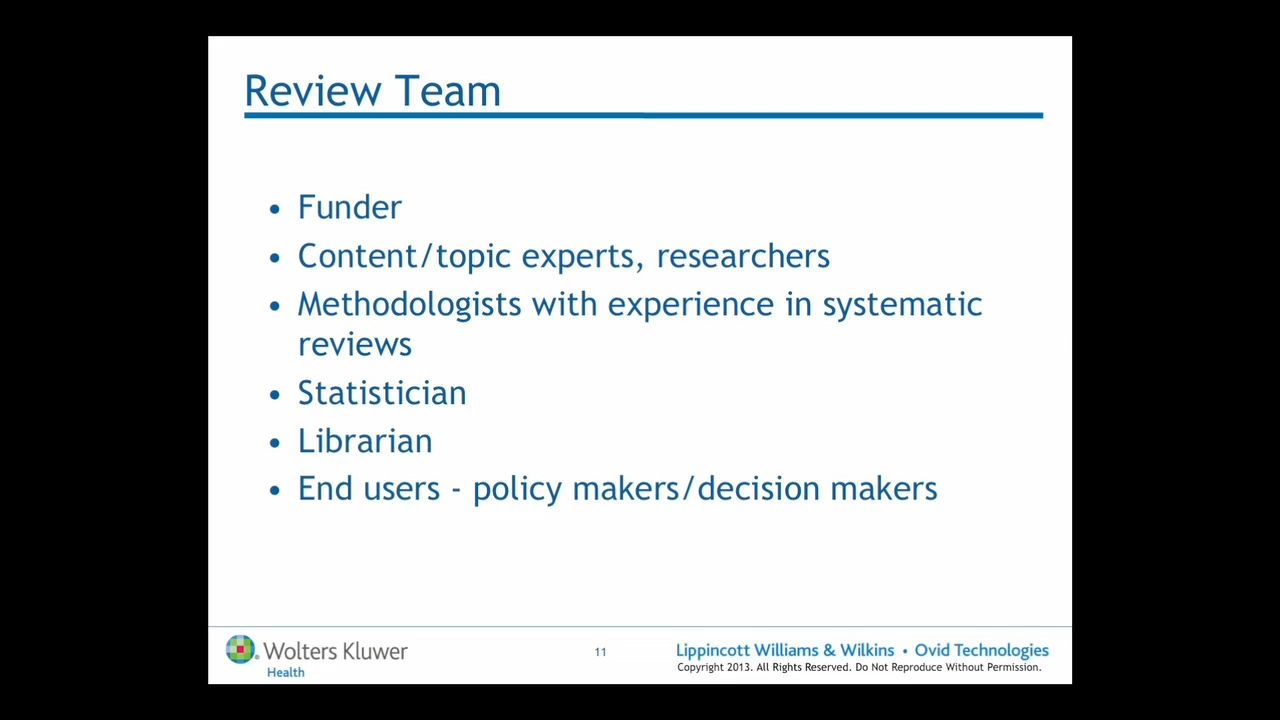 Review Team
• Funder
• Content/topic experts, researchers
• Methodologists with experience in systematic
reviews
• Statistician
• Librarian
• End users - policy makers/decision makers
Wolters Kluwer
Health
11
Lippincott Williams & Wilkins • Ovid Technologies
Copyright 2013. All Rights Reserved. Do Not Reproduce Without Permission.